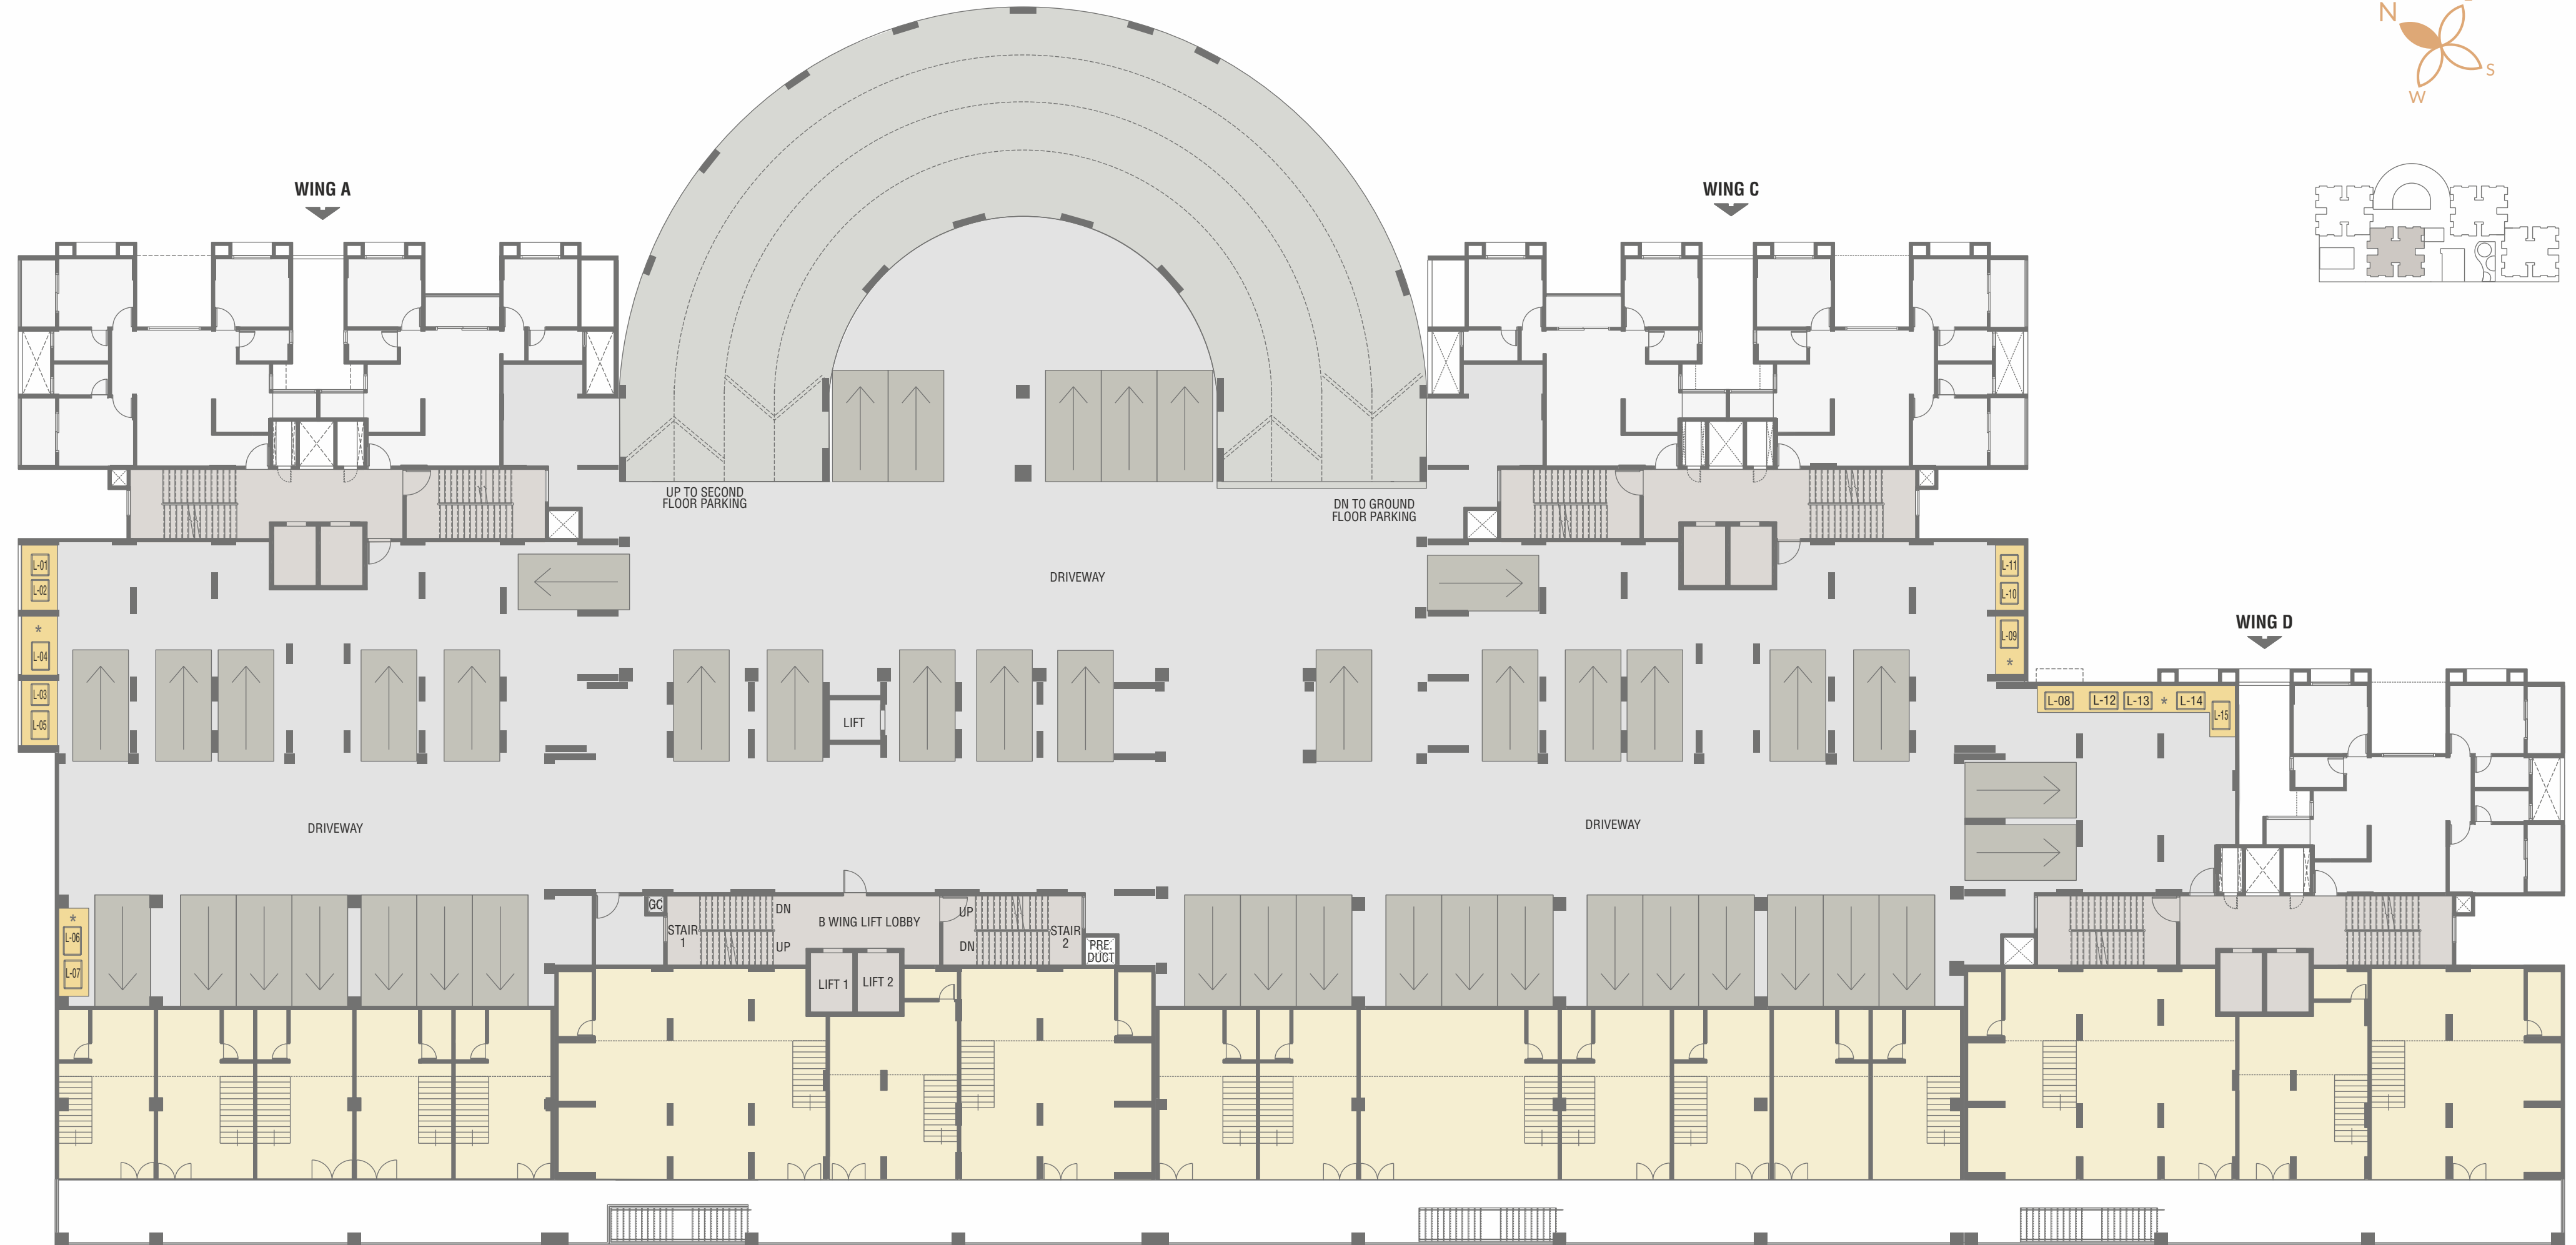 N
S
W
WING A
WING C
UP TO SECOND
FLOOR PARKING
DN TO GROUND
FLOOR PARKING
DRIVEWAY
L-01
L-02
*
L-04
L-03
L-05
L-11
L-10
L-09
*
WING D
LIFT
L-08
L-12
L-13
*
L-14
L-15
DRIVEWAY
DRIVEWAY
*
L-06
L-07
GC
STAIR
1
DN
UP
B WING LIFT LOBBY
UP
DN
STAIR
2
PRE.
DUCT
LIFT 1
LIFT 2